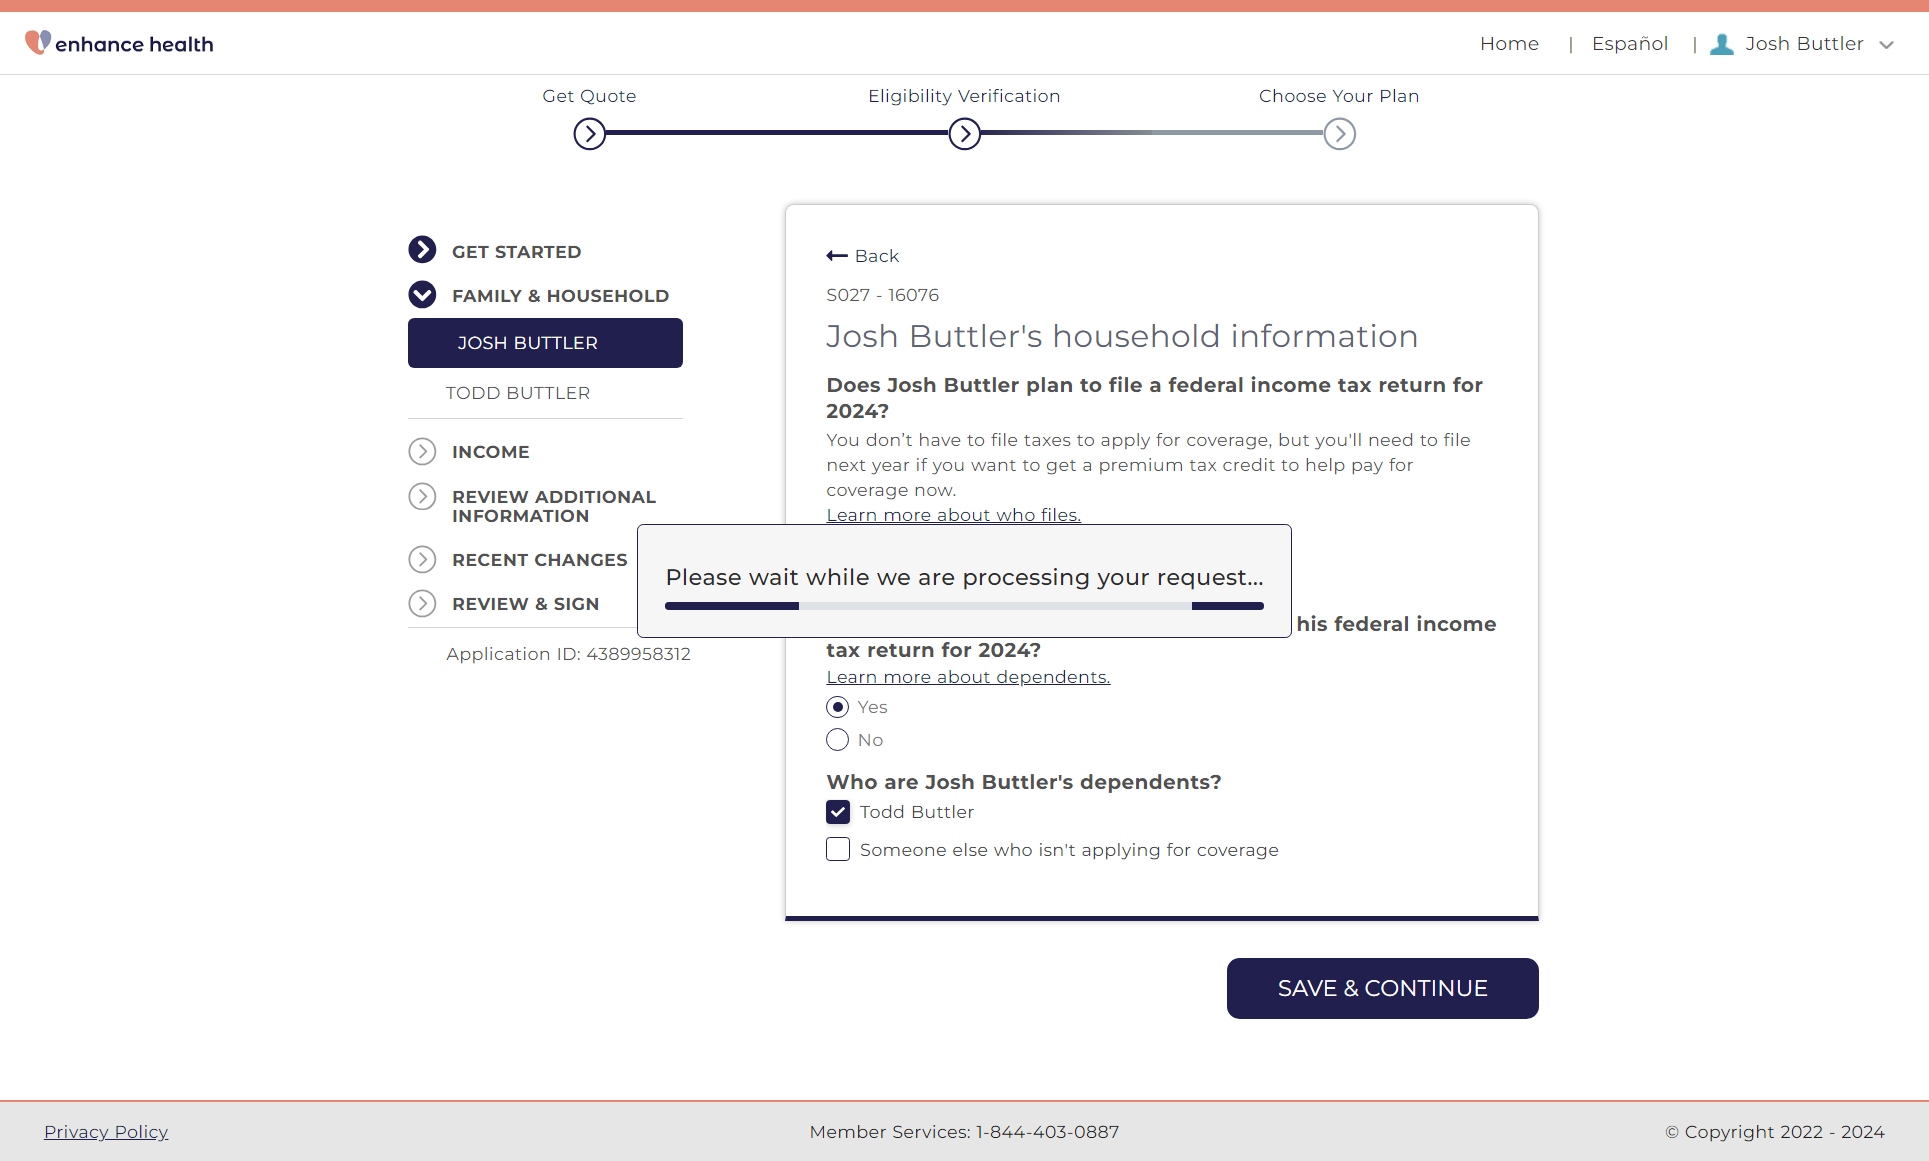 enhance health
Home | Español | Josh Buttler
Get Quote
Eligibility Verification
Choose Your Plan
GET STARTED
FAMILY & HOUSEHOLD
JOSH BUTTLER
TODD BUTTLER
INCOME
REVIEW ADDITIONAL
INFORMATION
RECENT CHANGES
REVIEW & SIGN
Application ID: 4389958312
Back
S027 - 16076
Josh Buttler's household information
Does Josh Buttler plan to file a federal income tax return for
2024?
You don’t have to file taxes to apply for coverage, but you'll need to file
next year if you want to get a premium tax credit to help pay for
coverage now.
Learn more about who files.
Please wait while we are processing your request...
his federal income
tax return for 2024?
Learn more about dependents.
Yes
No
Who are Josh Buttler's dependents?
Todd Buttler
Someone else who isn't applying for coverage
SAVE & CONTINUE
Privacy Policy
Member Services: 1-844-403-0887
© Copyright 2022 - 2024